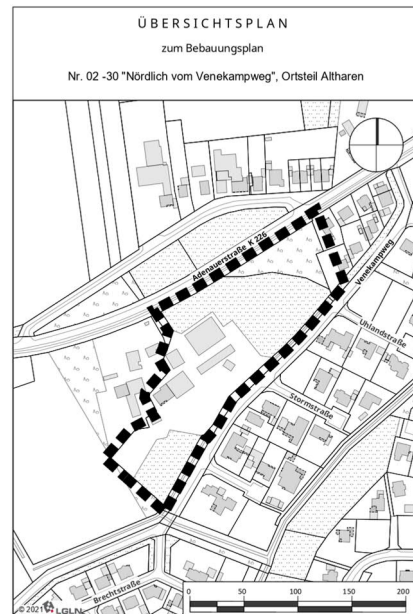 ÜBERSICHTSPLAN
zum Bebauungsplan
Nr. 02 -30 "Nördlich vom Venekampweg", Ortsteil Altharen
Adenauerstraße K 226
Venekampweg
Uhlandstraße
Stormstraße
Brechtstraße
© 2021 LGLN
0 50 100 150 200